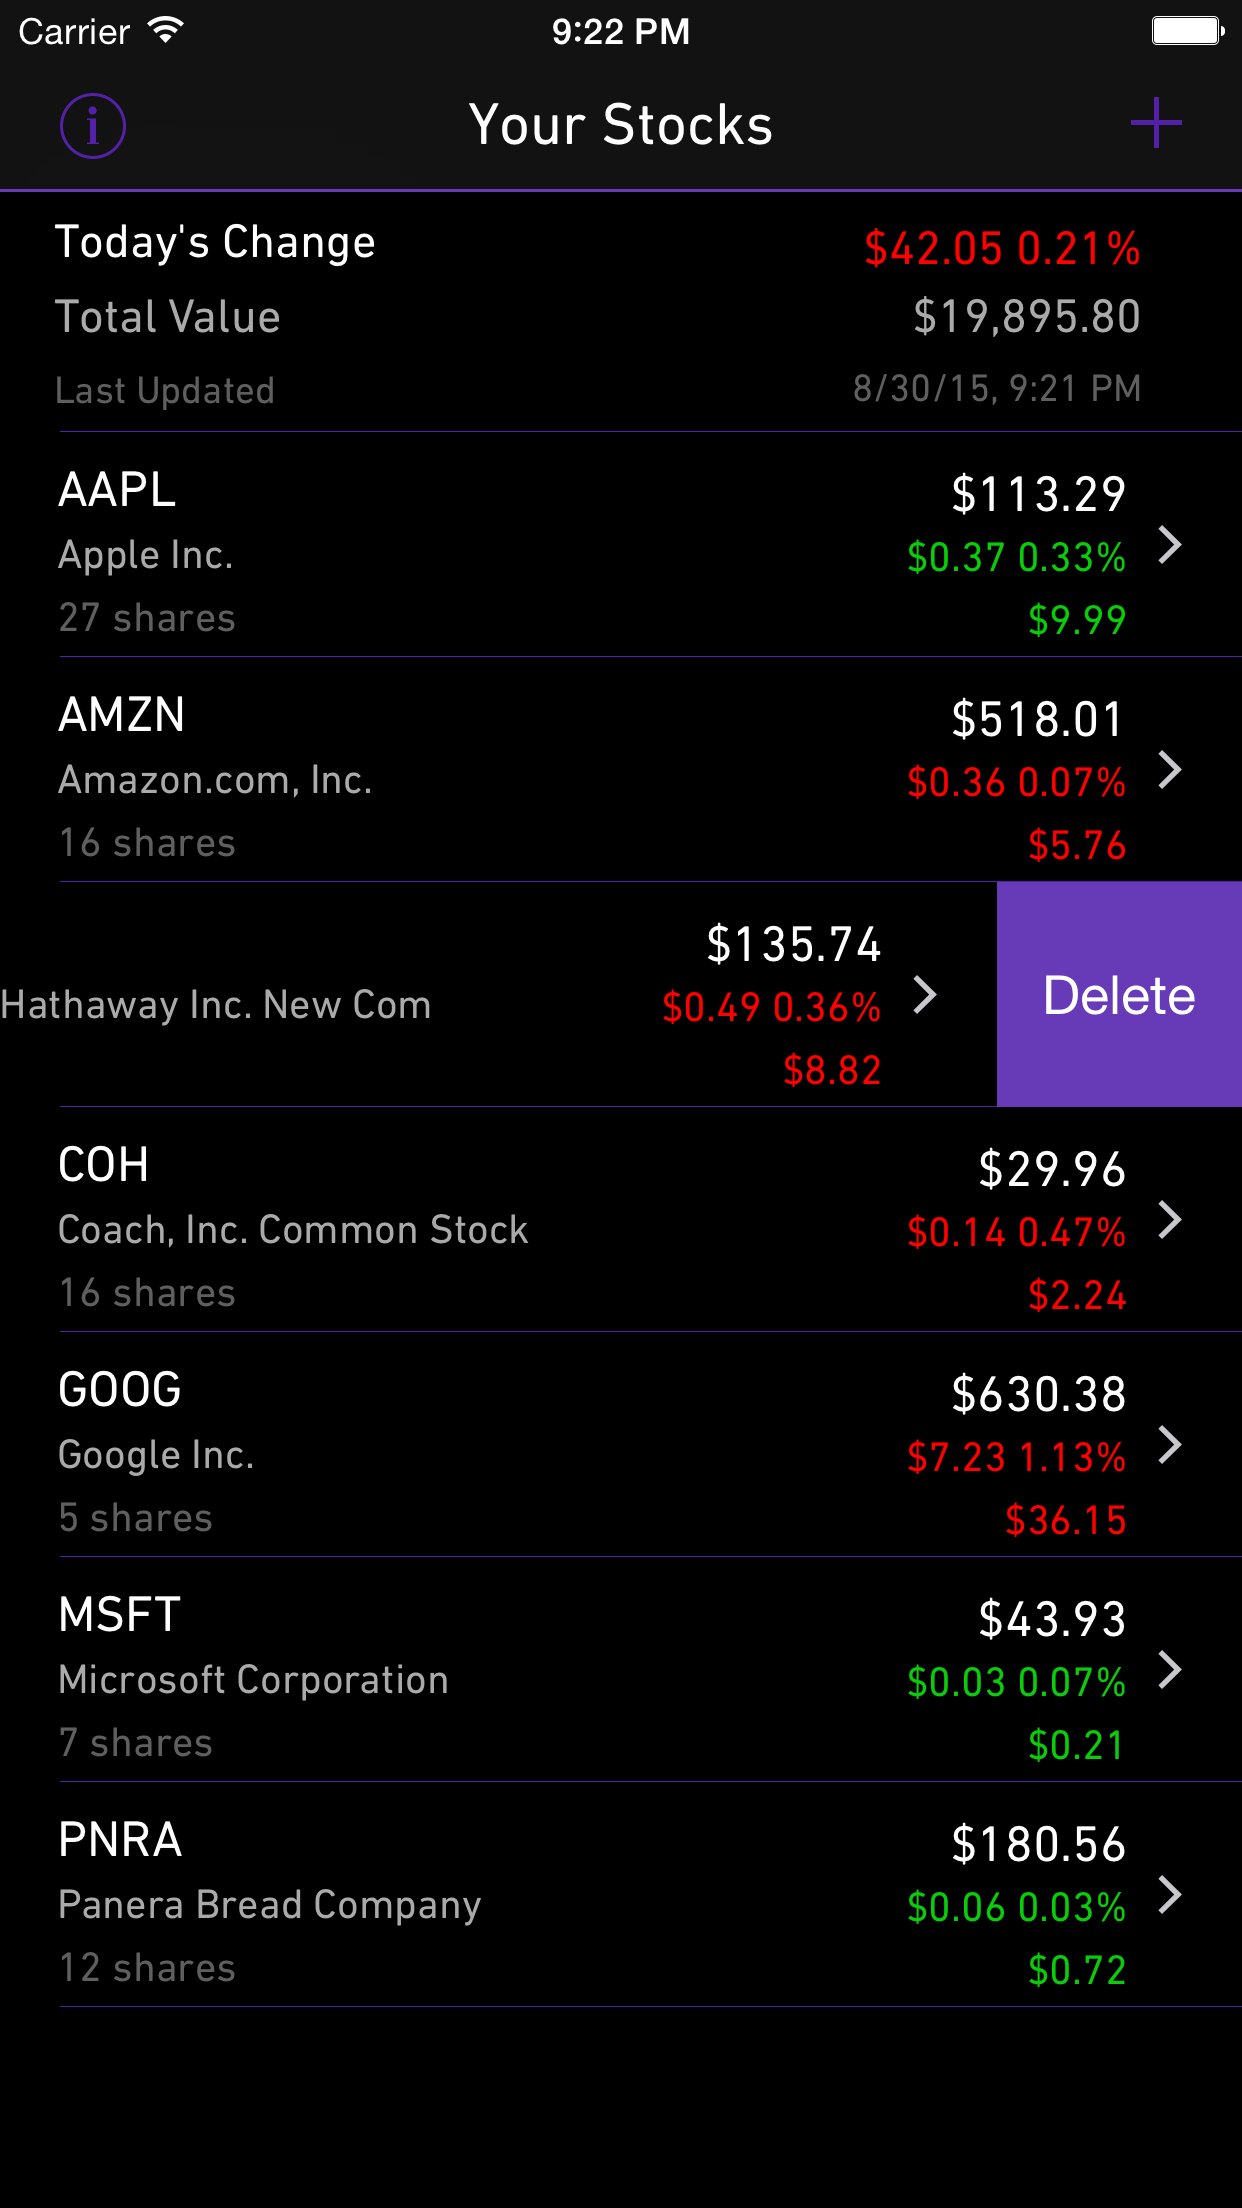 Carrier 9:22 PM
i Your Stocks +
Today's Change $42.05 0.21%
Total Value $19,895.80
Last Updated 8/30/15, 9:21 PM
AAPL $113.29
Apple Inc. $0.37 0.33%
27 shares $9.99
AMZN $518.01
Amazon.com, Inc. $0.36 0.07%
16 shares $5.76
$135.74
Hathaway Inc. New Com $0.49 0.36% Delete
$8.82
COH $29.96
Coach, Inc. Common Stock $0.14 0.47%
16 shares $2.24
GOOG $630.38
Google Inc. $7.23 1.13%
5 shares $36.15
MSFT $43.93
Microsoft Corporation $0.03 0.07%
7 shares $0.21
PNRA $180.56
Panera Bread Company $0.06 0.03%
12 shares $0.72